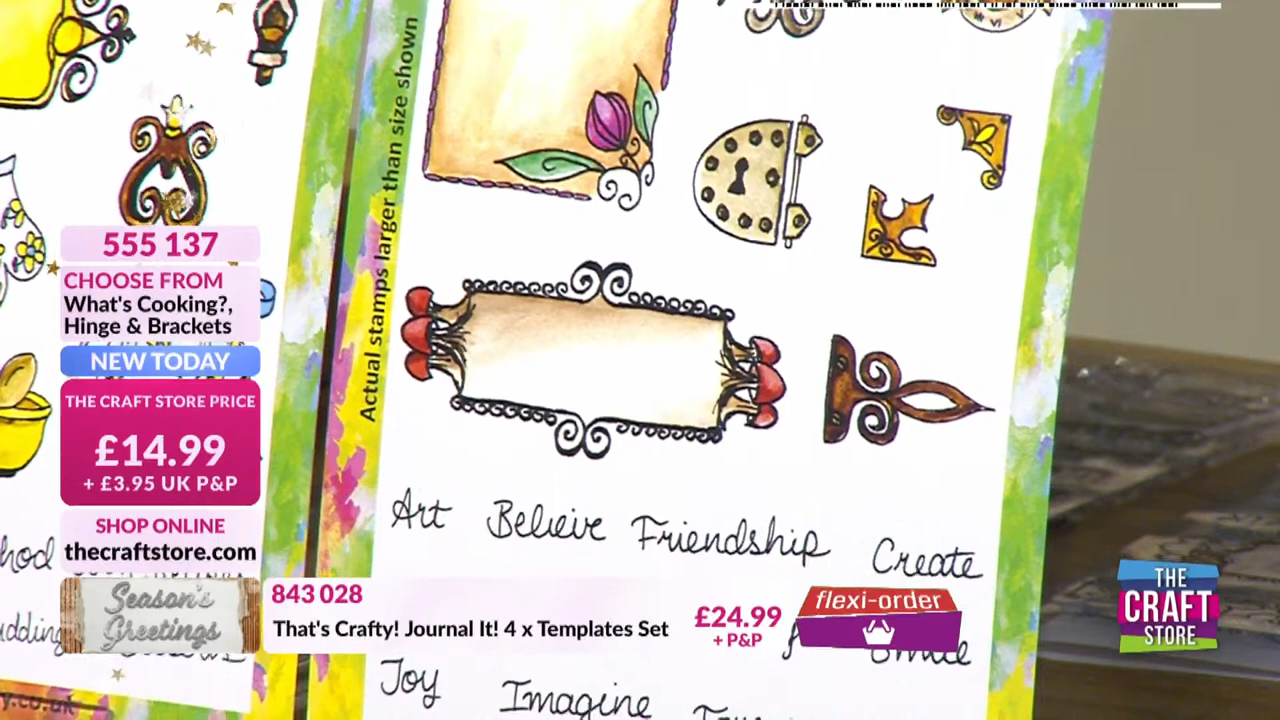 Actual stamps larger than size shown
555 137
CHOOSE FROM
What's Cooking?,
Hinge & Brackets
NEW TODAY
THE CRAFT STORE PRICE
£14.99
+ £3.95 UK P&P
SHOP ONLINE
thecraftstore.com
Art Believe Friendship Create
Season's
Greetings
843 028
That's Crafty! Journal It! 4 x Templates Set
£24.99
+ P&P
flexi-order
THE
CRAFT
STORE
Smile
Joy Imagine